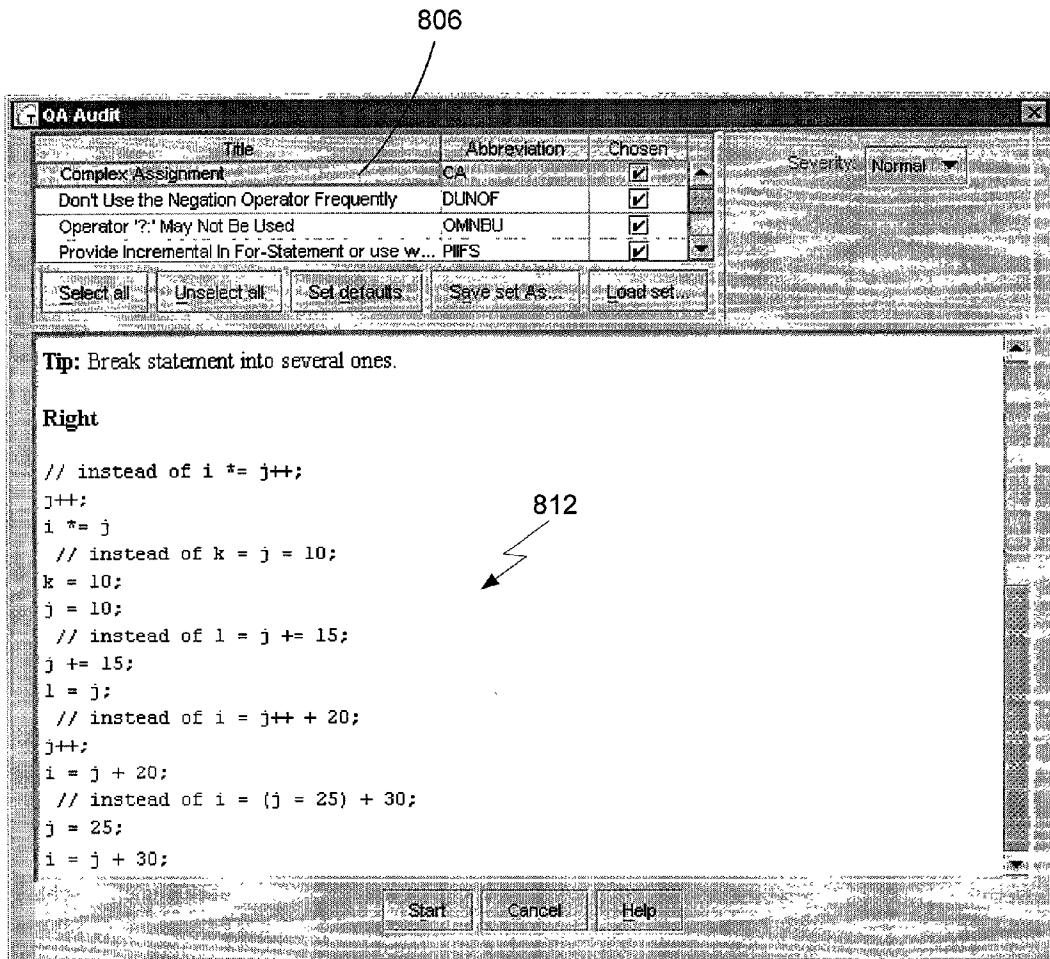 806
QA Audit
Title Abbreviation Chosen
Complex Assignment CA
Don't Use the Negation Operator Frequently DUNOF
Operator '?:' May Not Be Used OMNBU
Provide Incremental In For-Statement or use w... PIIFS
Severity: Normal
Select all Unselect all Set defaults Save set As... Load set...
Tip: Break statement into several ones.
Right
// instead of i *= j++;
j++;
i *= j
// instead of k = j = 10;
k = 10;
j = 10;
// instead of l = j += 15;
j += 15;
l = j;
// instead of i = j++ + 20;
j++;
i = j + 20;
// instead of i = (j = 25) + 30;
j = 25;
i = j + 30;
812
Start Cancel Help